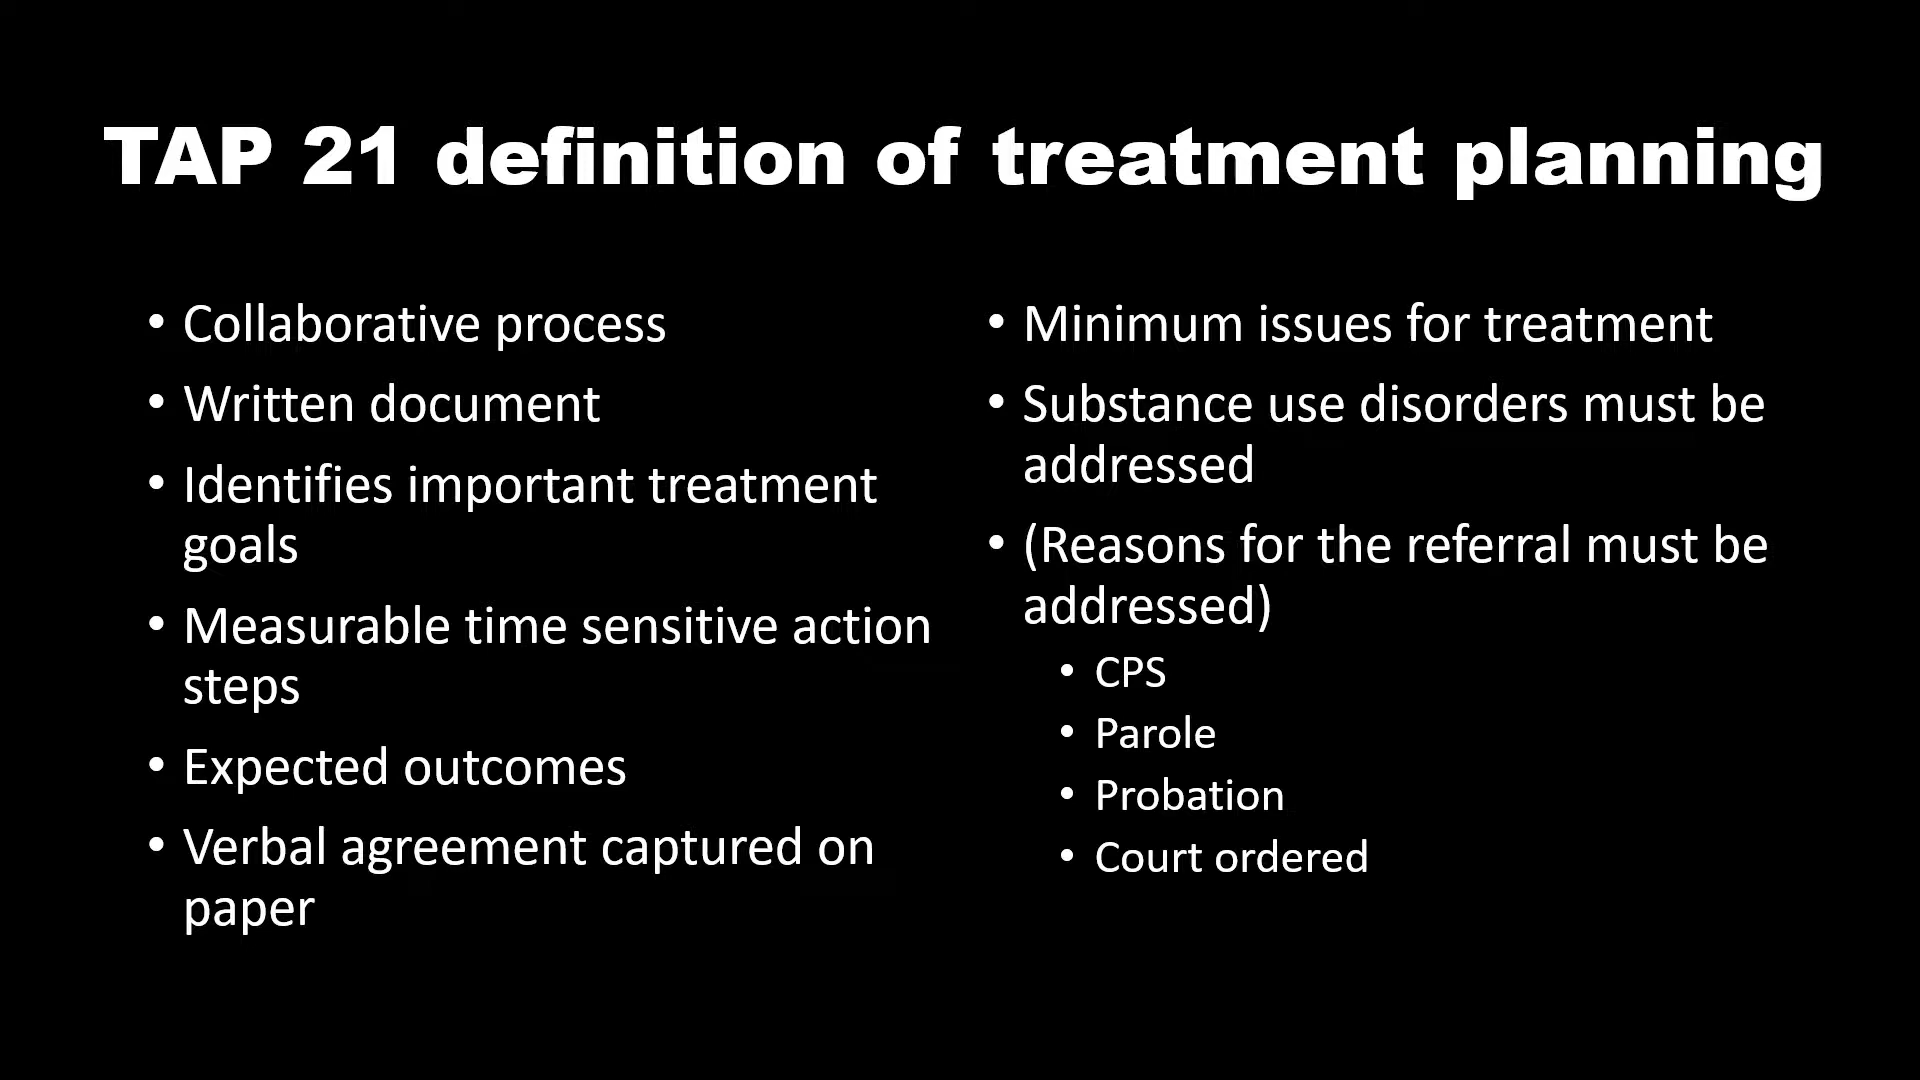 TAP 21 definition of treatment planning
• Collaborative process
• Written document
• Identifies important treatment
goals
• Measurable time sensitive action
steps
• Expected outcomes
• Verbal agreement captured on
paper
• Minimum issues for treatment
• Substance use disorders must be
addressed
• (Reasons for the referral must be
addressed)
• CPS
• Parole
• Probation
• Court ordered